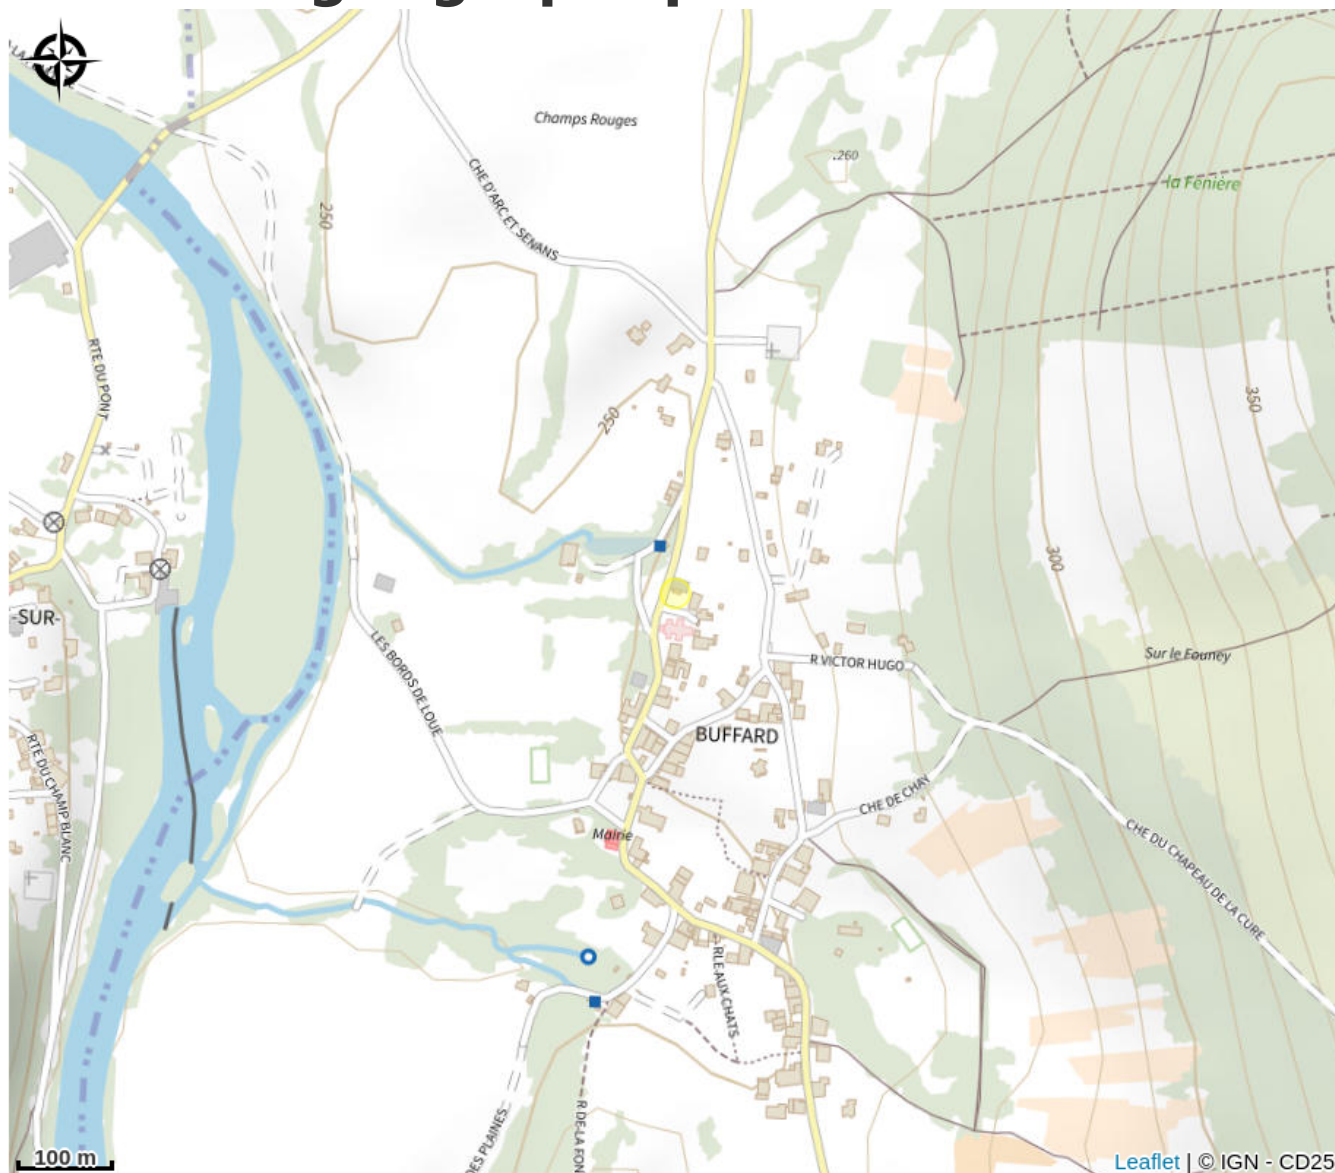 Champs Rouges
.260
la Fenière
CHE D'ARC ET SENANS
250
RTE DU PONT
350
250
300
-SUR-
Sur le Founey
R VICTOR HUGO
LES BORDS DE LOUE
BUFFARD
RTE DU CHAMP BLANC
CHE DE CHAY
Mairie
CHE DU CHAPEAU DE LA CURE
RLE AUX CHATS
DES PLAINES
R DE LA FON
100 m
Leaflet | © IGN - CD25